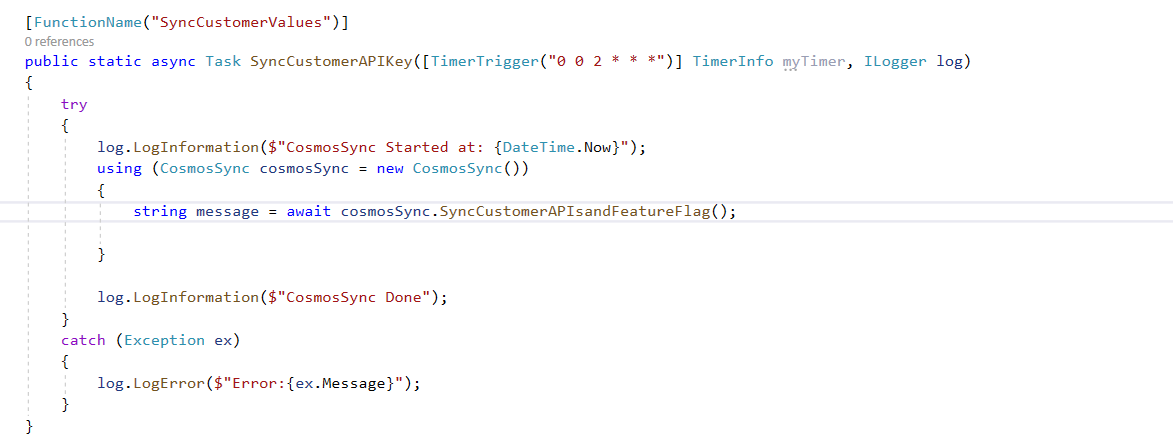 [FunctionName("SyncCustomerValues")]
0 references
public static async Task SyncCustomerAPIKey([TimerTrigger("0 0 2 * * *")] TimerInfo myTimer, ILogger log)
{
try
{
log.LogInformation($"CosmosSync Started at: {DateTime.Now}");
using (CosmosSync cosmosSync = new CosmosSync())
{
string message = await cosmosSync.SyncCustomerAPIsandFeatureFlag();
}
log.LogInformation($"CosmosSync Done");
}
catch (Exception ex)
{
log.LogError($"Error:{ex.Message}");
}
}